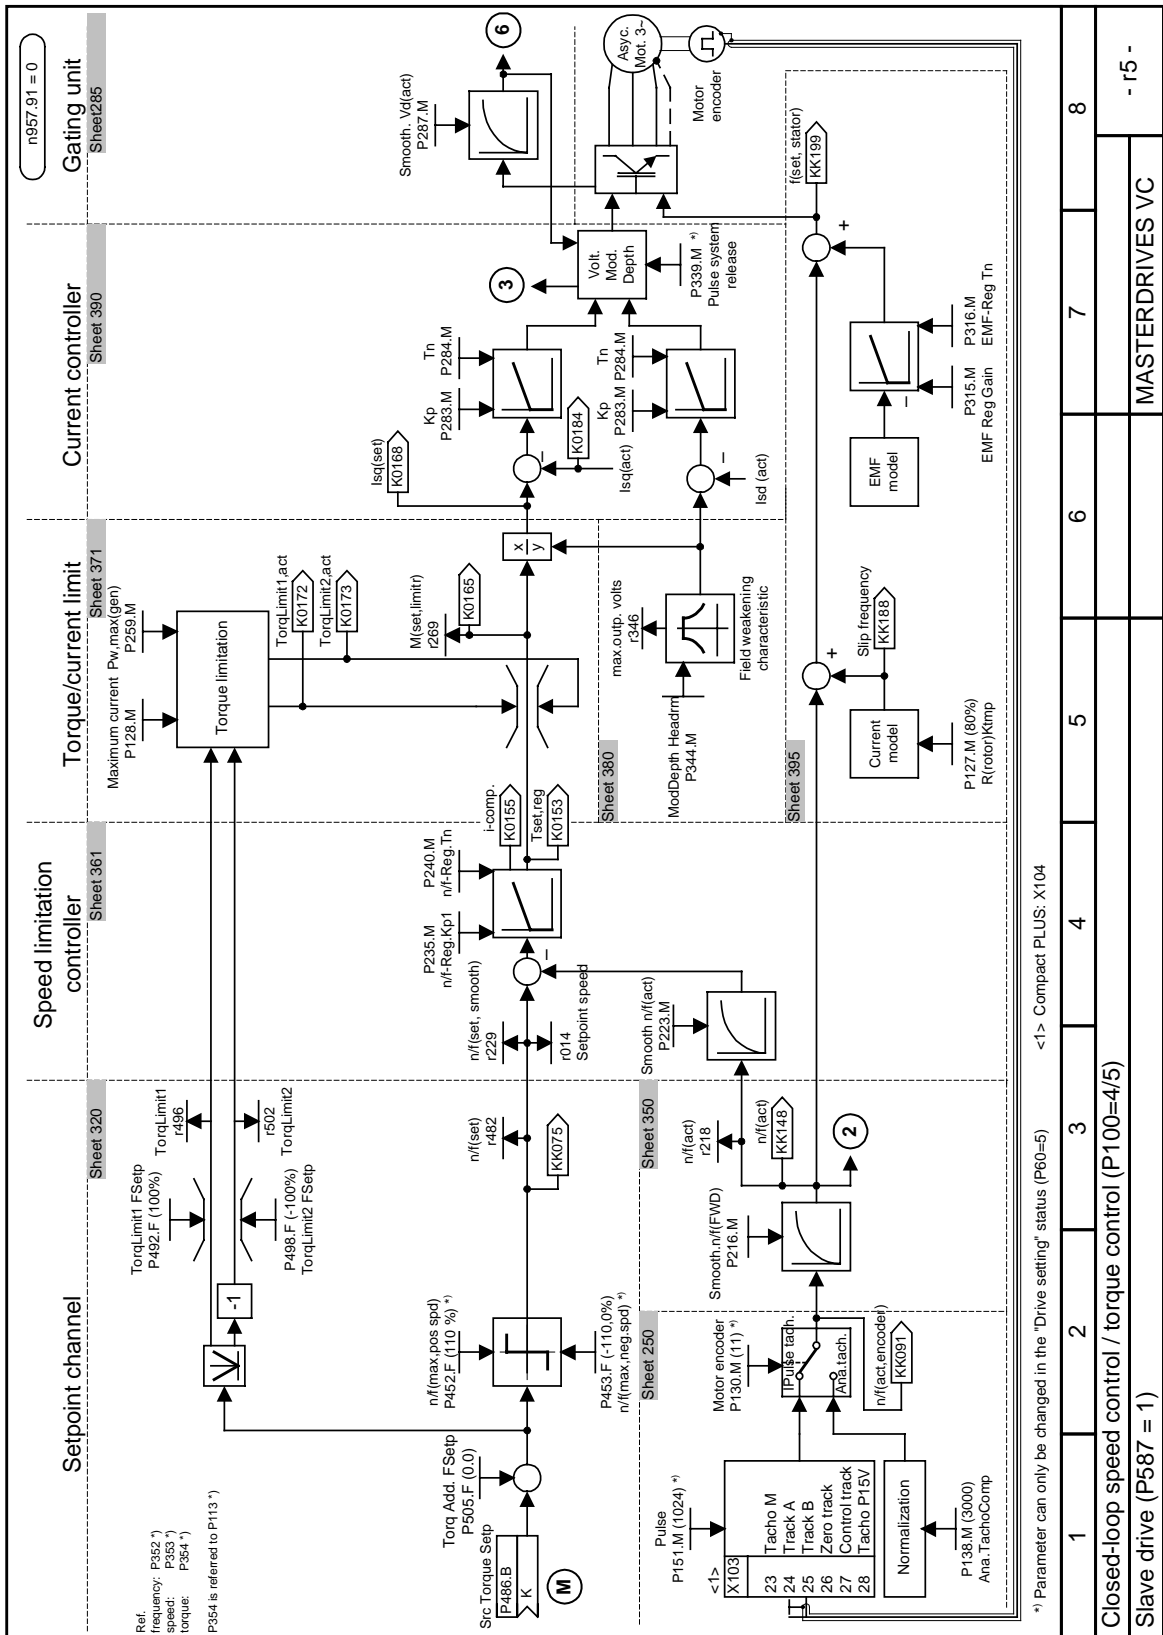 n957.91 = 0
Setpoint channel
Speed limitation
controller
Torque/current limit
Current controller
Gating unit
Sheet 320
Sheet 361
Sheet 371
Sheet 390
Sheet285
Ref.
frequency: P352 *)
speed: P353 *)
torque: P354 *)
P354 is referred to P113 *)
TorqLimit1 FSetp
P492.F (100%)
TorqLimit1
r496
-1
P498.F (-100%)
TorqLimit2 FSetp
r502
TorqLimit2
Maximum current
P128.M
Pw,max(gen)
P259.M
Torque limitation
TorqLimit1,act
K0172
TorqLimit2,act
K0173
Smooth. Vd(act)
P287.M
6
Src Torque Setp
P486.B
K
M
Torq Add. FSetp
P505.F (0.0)
n/f(max,pos spd)
P452.F (110 %) *)
P453.F (-110,0%)
n/f(max,neg.spd) *)
n/f(set)
r482
KK075
n/f(set, smooth)
r229
r014
Setpoint speed
P235.M
n/f-Reg.Kp1
P240.M
n/f-Reg.Tn
–
i-comp.
K0155
Tset,reg
K0153
M(set,limitr)
r269
K0165
x
y
Isq(set)
K0168
–
K0184
Isq(act)
Kp
P283.M
Tn
P284.M
3
Volt.
Mod.
Depth
P339.M *)
Pulse system
release
Asyc.
Mot. 3~
Motor
encoder
Sheet 380
ModDepth Headrm
P344.M
max.outp. volts
r346
Field weakening
characteristic
–
Isd (act)
Kp
P283.M
Tn
P284.M
Sheet 250
Sheet 350
Sheet 395
Pulse
P151.M (1024) *)
<1>
X103
23
24
25
26
27
28
Tacho M
Track A
Track B
Zero track
Control track
Tacho P15V
Normalization
P138.M (3000)
Ana.TachoComp
Motor encoder
P130.M (11) *)
IPulse tach.
Ana.tach.
n/f(act,encoder)
KK091
Smooth.n/f(FWD)
P216.M
n/f(act)
r218
n/f(act)
KK148
2
Smooth n/f(act)
P223.M
Current
model
P127.M (80%)
R(rotor)Ktmp
Slip frequency
KK188
+
EMF
model
–
P315.M
EMF Reg Gain
P316.M
EMF-Reg Tn
+
f(set, stator)
KK199
*) Parameter can only be changed in the "Drive setting" status (P60=5)
<1> Compact PLUS: X104
1
2
3
4
5
6
7
8
Closed-loop speed control / torque control (P100=4/5)
Slave drive (P587 = 1)
MASTERDRIVES VC
- r5 -